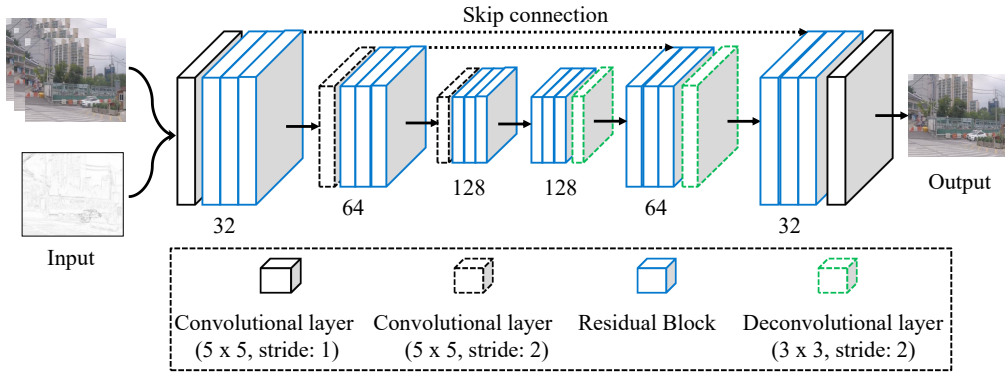 Skip connection
32
64
128
128
64
32
Input
Output
Convolutional layer
(5 x 5, stride: 1)
Convolutional layer
(5 x 5, stride: 2)
Residual Block
Deconvolutional layer
(3 x 3, stride: 2)